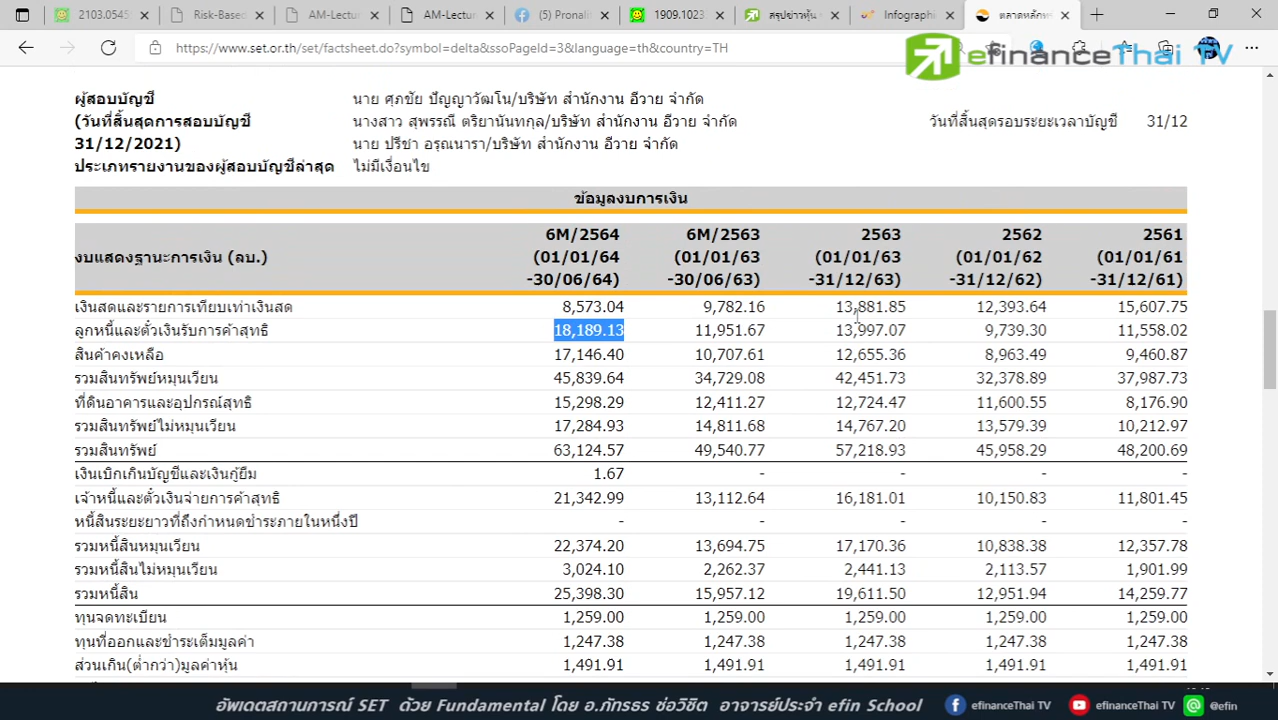 2103.0545
Risk-Based
AM-Lectur
AM-Lectur
(5) Pronalit
1909.1023
สรุปข่าวหุ้น
Infographic
ตลาดหลักทรั
https://www.set.or.th/set/factsheet.do?symbol=delta&ssoPageId=3&language=th&country=TH
efinanceThai TV
ผู้สอบบัญชี นาย ศุภชัย ปัญญาวัฒโน/บริษัท สำนักงาน อีวาย จำกัด
(วันที่สิ้นสุดการสอบบัญชี นางสาว สุพรรณี ตริยานันทกุล/บริษัท สำนักงาน อีวาย จำกัด วันที่สิ้นสุดรอบระยะเวลาบัญชี 31/12
31/12/2021) นาย ปรีชา อรุณนารา/บริษัท สำนักงาน อีวาย จำกัด
ประเภทรายงานของผู้สอบบัญชีล่าสุด ไม่มีเงื่อนไข
ข้อมูลงบการเงิน
6M/2564 6M/2563 2563 2562 2561
งบแสดงฐานะการเงิน (ลบ.) (01/01/64 (01/01/63 (01/01/63 (01/01/62 (01/01/61
-30/06/64) -30/06/63) -31/12/63) -31/12/62) -31/12/61)
เงินสดและรายการเทียบเท่าเงินสด 8,573.04 9,782.16 13,881.85 12,393.64 15,607.75
ลูกหนี้และตั๋วเงินรับการค้าสุทธิ 18,189.13 11,951.67 13,997.07 9,739.30 11,558.02
สินค้าคงเหลือ 17,146.40 10,707.61 12,655.36 8,963.49 9,460.87
รวมสินทรัพย์หมุนเวียน 45,839.64 34,729.08 42,451.73 32,378.89 37,987.73
ที่ดินอาคารและอุปกรณ์สุทธิ 15,298.29 12,411.27 12,724.47 11,600.55 8,176.90
รวมสินทรัพย์ไม่หมุนเวียน 17,284.93 14,811.68 14,767.20 13,579.39 10,212.97
รวมสินทรัพย์ 63,124.57 49,540.77 57,218.93 45,958.29 48,200.69
เงินเบิกเกินบัญชีและเงินกู้ยืม 1.67 - - - -
เจ้าหนี้และตั๋วเงินจ่ายการค้าสุทธิ 21,342.99 13,112.64 16,181.01 10,150.83 11,801.45
หนี้สินระยะยาวที่ถึงกำหนดชำระภายในหนึ่งปี - - - - -
รวมหนี้สินหมุนเวียน 22,374.20 13,694.75 17,170.36 10,838.38 12,357.78
รวมหนี้สินไม่หมุนเวียน 3,024.10 2,262.37 2,441.13 2,113.57 1,901.99
รวมหนี้สิน 25,398.30 15,957.12 19,611.50 12,951.94 14,259.77
ทุนจดทะเบียน 1,259.00 1,259.00 1,259.00 1,259.00 1,259.00
ทุนที่ออกและชำระเต็มมูลค่า 1,247.38 1,247.38 1,247.38 1,247.38 1,247.38
ส่วนเกิน(ต่ำกว่า)มูลค่าหุ้น 1,491.91 1,491.91 1,491.91 1,491.91 1,491.91
อัพเดตสถานการณ์ SET ด้วย Fundamental โดย อ.ภัทรธร ช่อวิชิต อาจารย์ประจำ efin School efinanceThai TV efinanceThai TV @efin